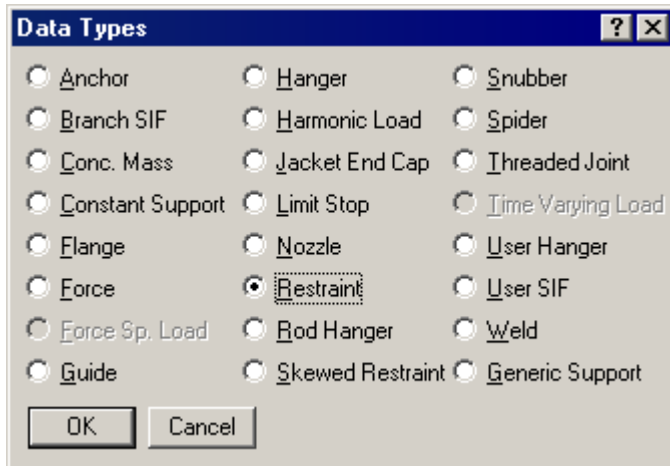 Data Types
Anchor Hanger Snubber
Branch SIF Harmonic Load Spider
Conc. Mass Jacket End Cap Threaded Joint
Constant Support Limit Stop Time Varying Load
Flange Nozzle User Hanger
Force Restraint User SIF
Force Sp. Load Rod Hanger Weld
Guide Skewed Restraint Generic Support
OK Cancel